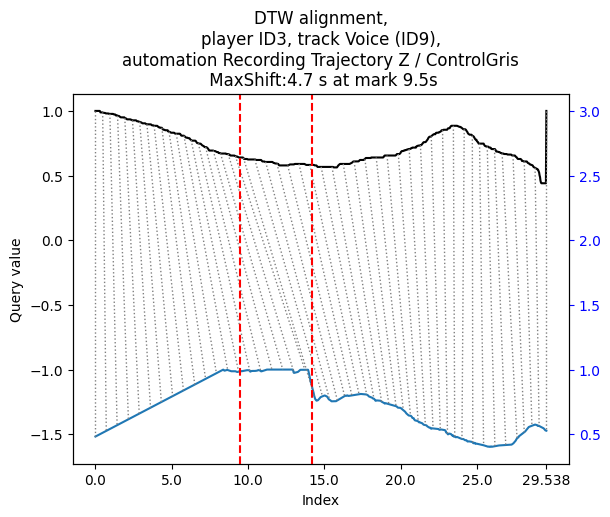 DTW alignment,
player ID3, track Voice (ID9),
automation Recording Trajectory Z / ControlGris
MaxShift:4.7 s at mark 9.5s
1.0
0.5
0.0
−0.5
−1.0
−1.5
Query value
3.0
2.5
2.0
1.5
1.0
0.5
0.0 5.0 10.0 15.0 20.0 25.0 29.538
Index